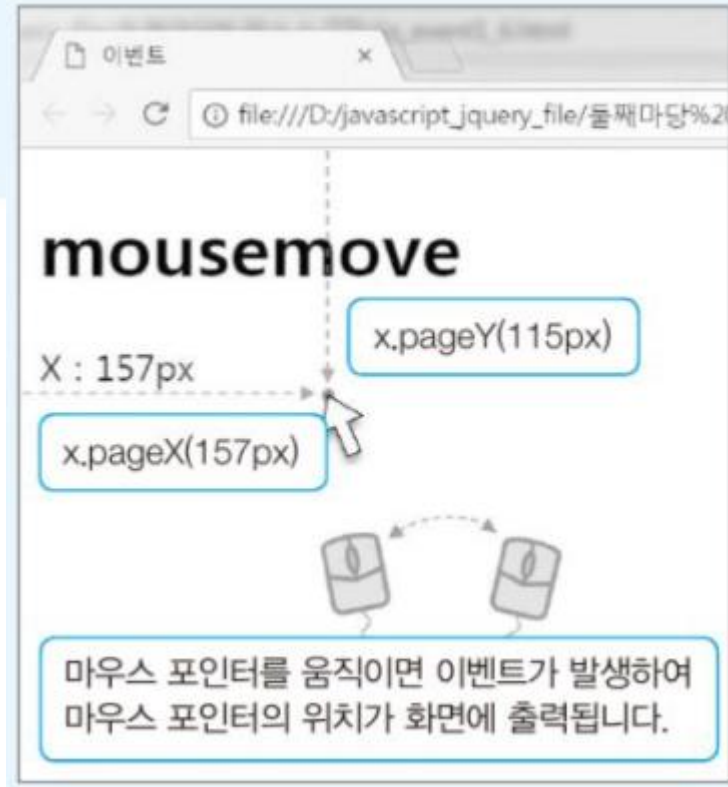 이벤트
file:///D:/javascript_jquery_file/둘째마당%2
mousemove
x.pageY(115px)
X : 157px
x.pageX(157px)
마우스 포인터를 움직이면 이벤트가 발생하여
마우스 포인터의 위치가 화면에 출력됩니다.